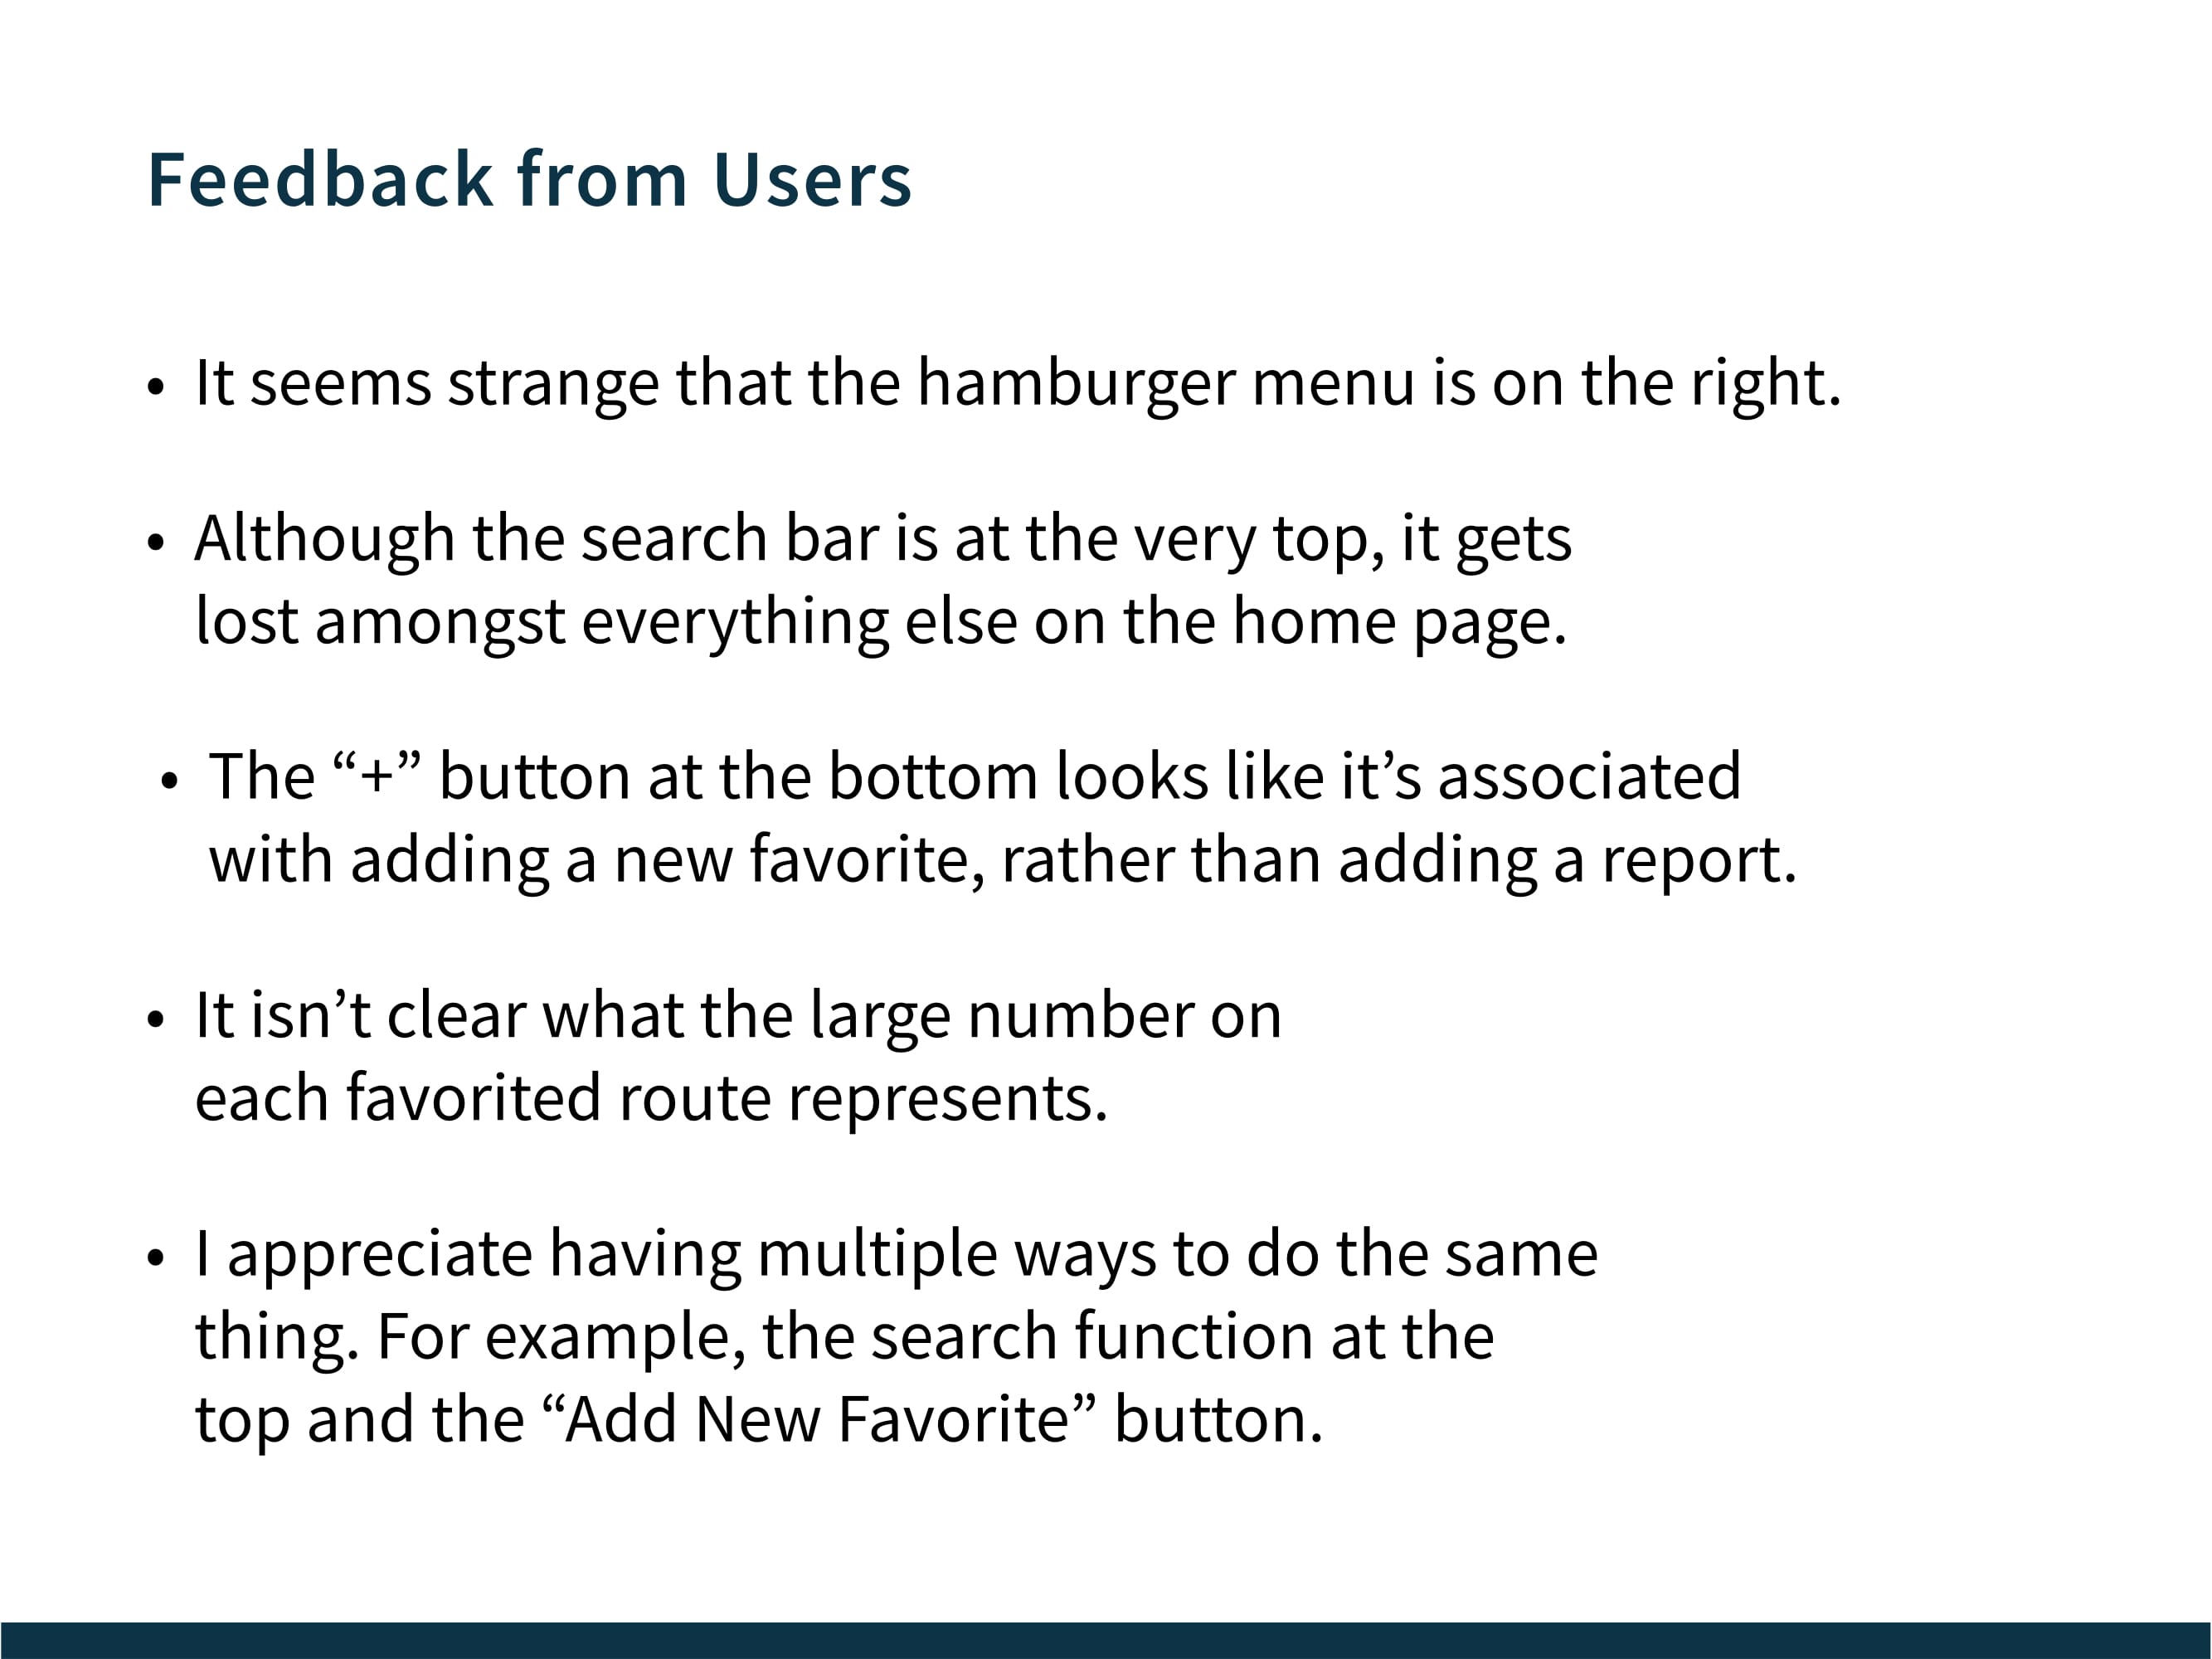 Feedback from Users
• It seems strange that the hamburger menu is on the right.
• Although the search bar is at the very top, it gets
lost amongst everything else on the home page.
• The “+” button at the bottom looks like it’s associated
with adding a new favorite, rather than adding a report.
• It isn’t clear what the large number on
each favorited route represents.
• I appreciate having multiple ways to do the same
thing. For example, the search function at the
top and the “Add New Favorite” button.